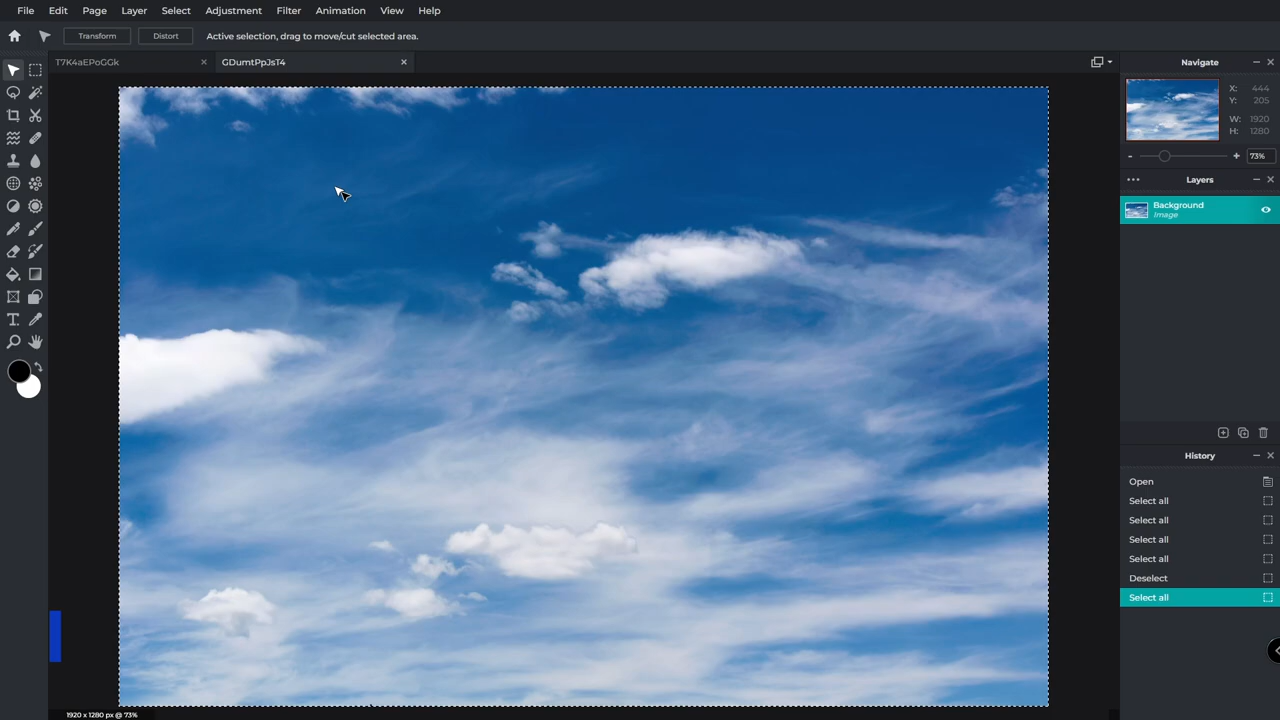 File Edit Page Layer Select Adjustment Filter Animation View Help
Transform Distort Active selection, drag to move/cut selected area.
T7K4aEPoGGk GDumtPpJsT4
Navigate
X: 444
Y: 205
W: 1920
H: 1280
73%
Layers
Background
Image
History
Open
Select all
Select all
Select all
Select all
Deselect
Select all
1920 x 1280 px @ 73%